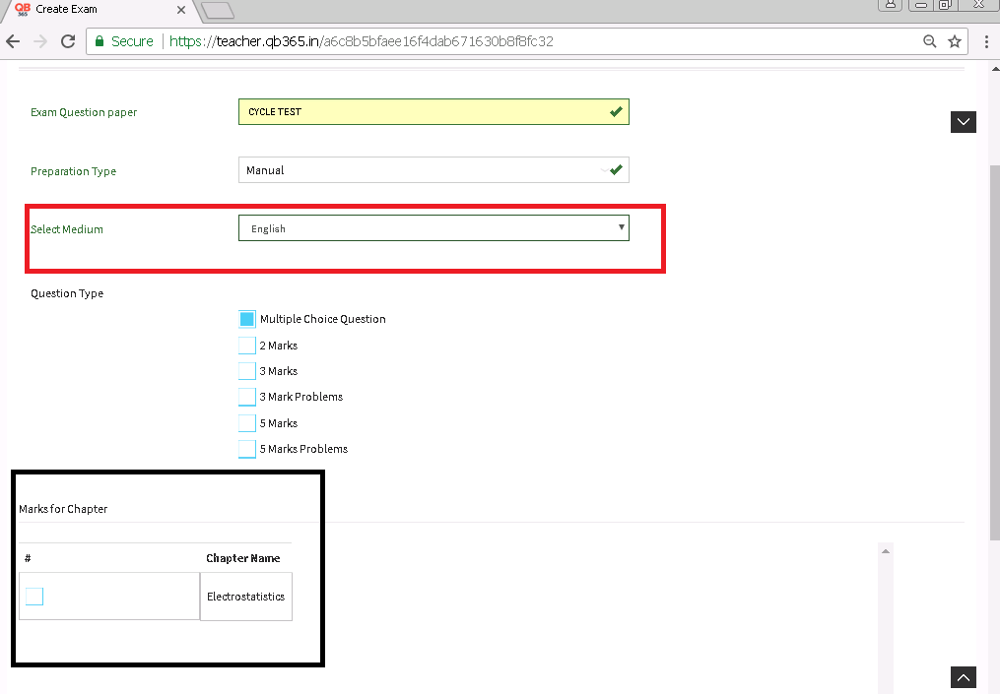 QB
365
Create Exam
Secure
https://teacher.qb365.in/a6c8b5bfaee16f4dab671630b8f8fc32
Exam Question paper
CYCLE TEST
Preparation Type
Manual
Select Medium
English
Question Type
Multiple Choice Question
2 Marks
3 Marks
3 Mark Problems
5 Marks
5 Marks Problems
Marks for Chapter
# Chapter Name
Electrostatistics